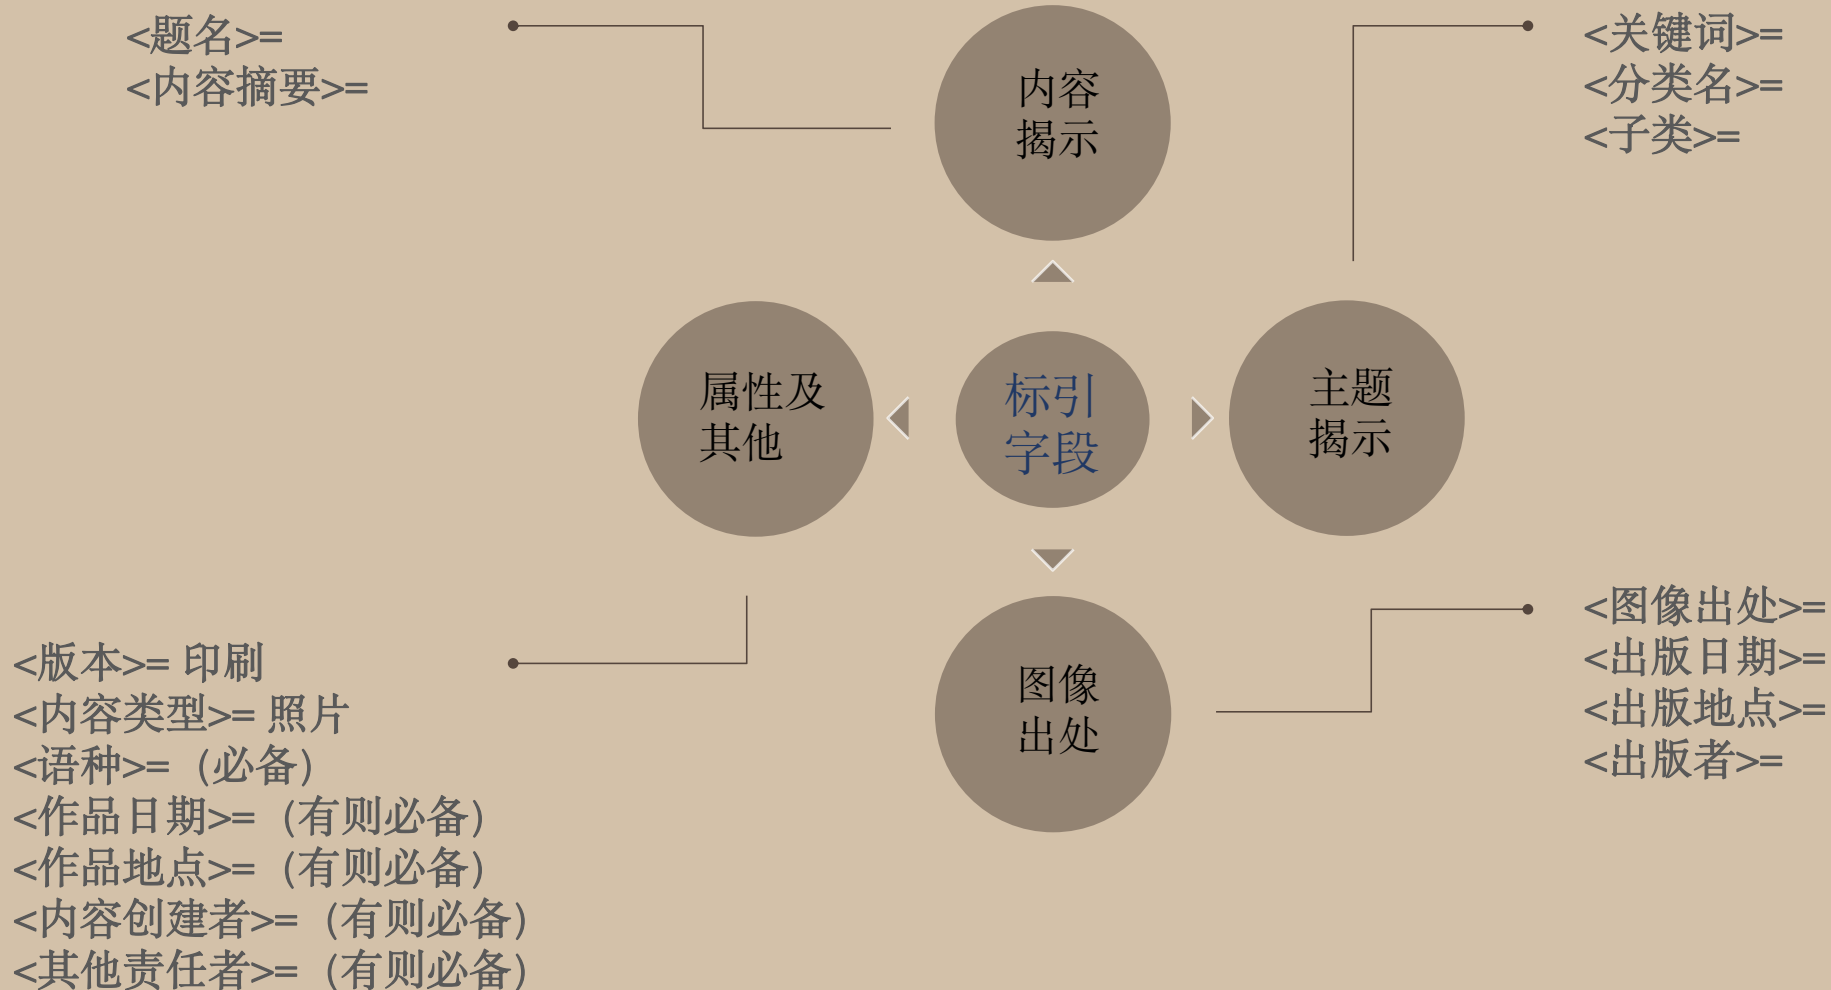 <题名>=
<内容摘要>=
内容
揭示
<关键词>=
<分类名>=
<子类>=
属性及
其他
标引
字段
主题
揭示
<版本>= 印刷
<内容类型>= 照片
<语种>=（必备）
<作品日期>=（有则必备）
<作品地点>=（有则必备）
<内容创建者>=（有则必备）
<其他责任者>=（有则必备）
图像
出处
<图像出处>=
<出版日期>=
<出版地点>=
<出版者>=